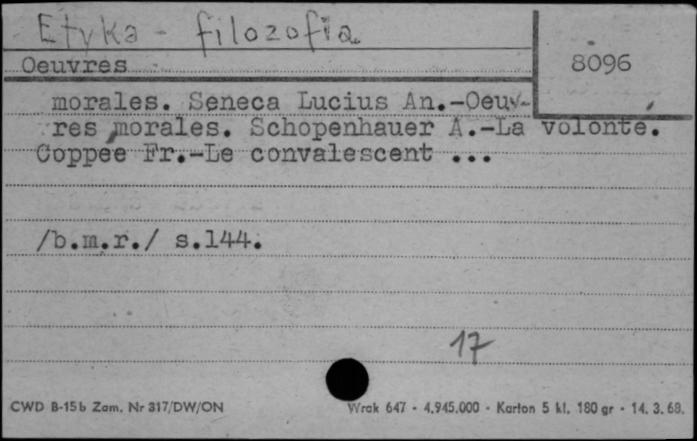 Etyka - filozofia
Oeuvres
8096
morales. Seneca Lucius An.-Oeuv-
res morales. Schopenhauer A.-La volonte.
Coppee Fr.-Le convalescent ...
/b.m.r./ s.144.
17
CWD B-15b Zam. Nr 317/DW/ON
Wrak 647 - 4.945.000 - Karton 5 kl. 180 gr - 14. 3. 68.